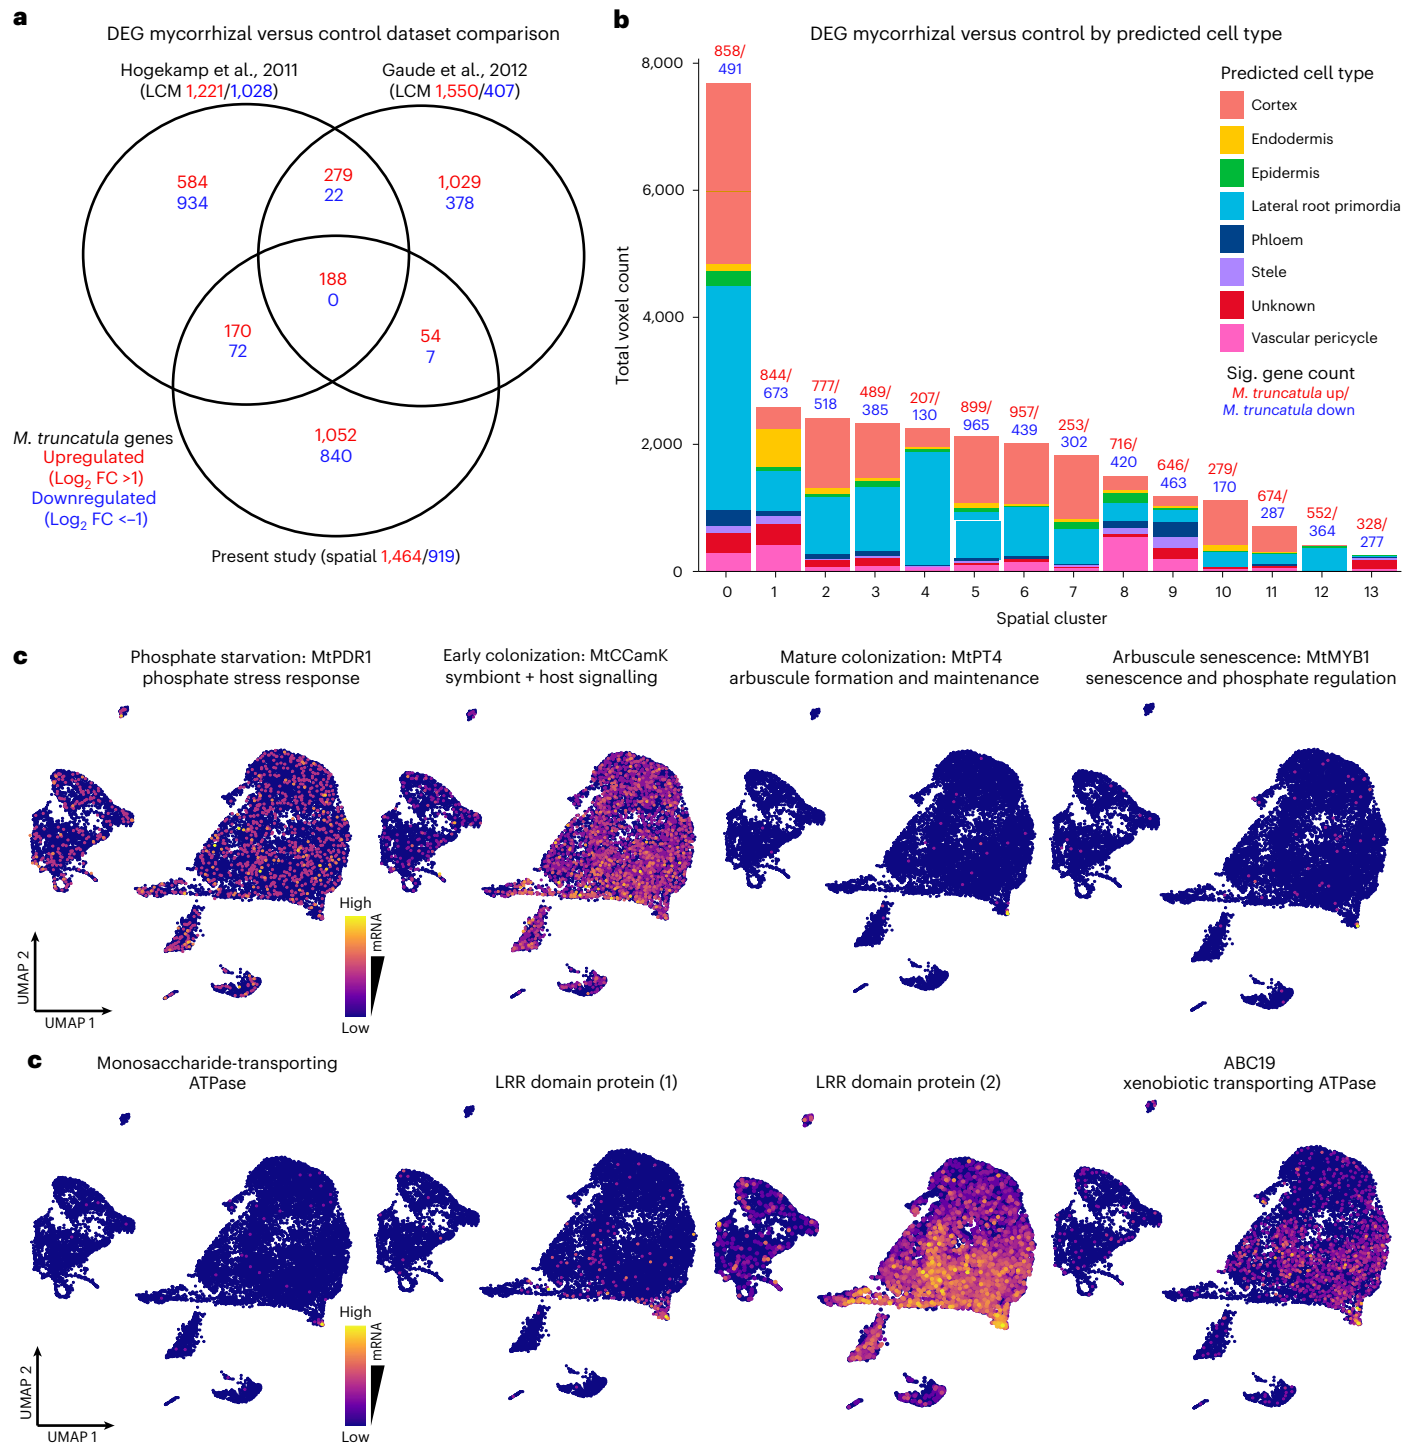 a
DEG mycorrhizal versus control dataset comparison
Hogekamp et al., 2011
(LCM 1,221/1,028)
Gaude et al., 2012
(LCM 1,550/407)
584
934
279
22
1,029
378
188
0
170
72
54
7
1,052
840
M. truncatula genes
Upregulated
(Log2 FC >1)
Downregulated
(Log2 FC <–1)
Present study (spatial 1,464/919)
b
DEG mycorrhizal versus control by predicted cell type
Total voxel count
8,000
6,000
4,000
2,000
0
858/
491
844/
673
777/
518
489/
385
207/
130
899/
965
957/
439
253/
302
716/
420
646/
463
279/
170
674/
287
552/
364
328/
277
0 1 2 3 4 5 6 7 8 9 10 11 12 13
Spatial cluster
Predicted cell type
Cortex
Endodermis
Epidermis
Lateral root primordia
Phloem
Stele
Unknown
Vascular pericycle
Sig. gene count
M. truncatula up/
M. truncatula down
c
Phosphate starvation: MtPDR1
phosphate stress response
Early colonization: MtCCamK
symbiont + host signalling
Mature colonization: MtPT4
arbuscule formation and maintenance
Arbuscule senescence: MtMYB1
senescence and phosphate regulation
High
mRNA
Low
UMAP 2
UMAP 1
c
Monosaccharide-transporting
ATPase
LRR domain protein (1)
LRR domain protein (2)
ABC19
xenobiotic transporting ATPase
High
mRNA
Low
UMAP 2
UMAP 1